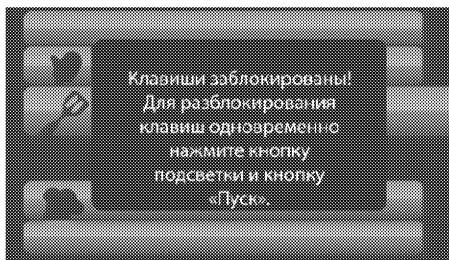 Клавиши заблокированы!
Для разблокирования
клавиш одновременно
нажмите кнопку
подсветки и кнопку
«Пуск».